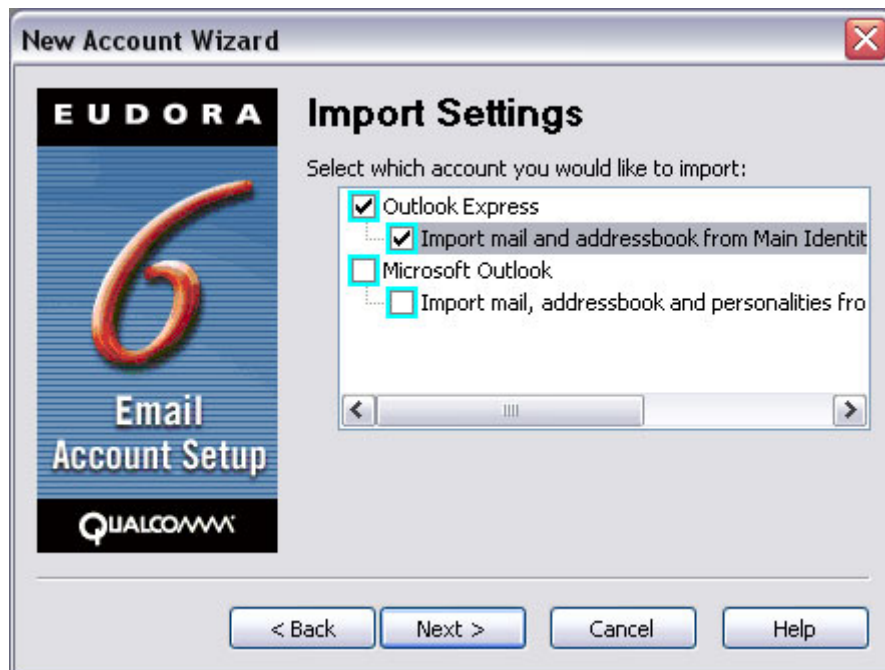 New Account Wizard
EUDORA
6
Email
Account Setup
QUALCOMM
Import Settings
Select which account you would like to import:
Outlook Express
Import mail and addressbook from Main Identit
Microsoft Outlook
Import mail, addressbook and personalities fro
< Back
Next >
Cancel
Help